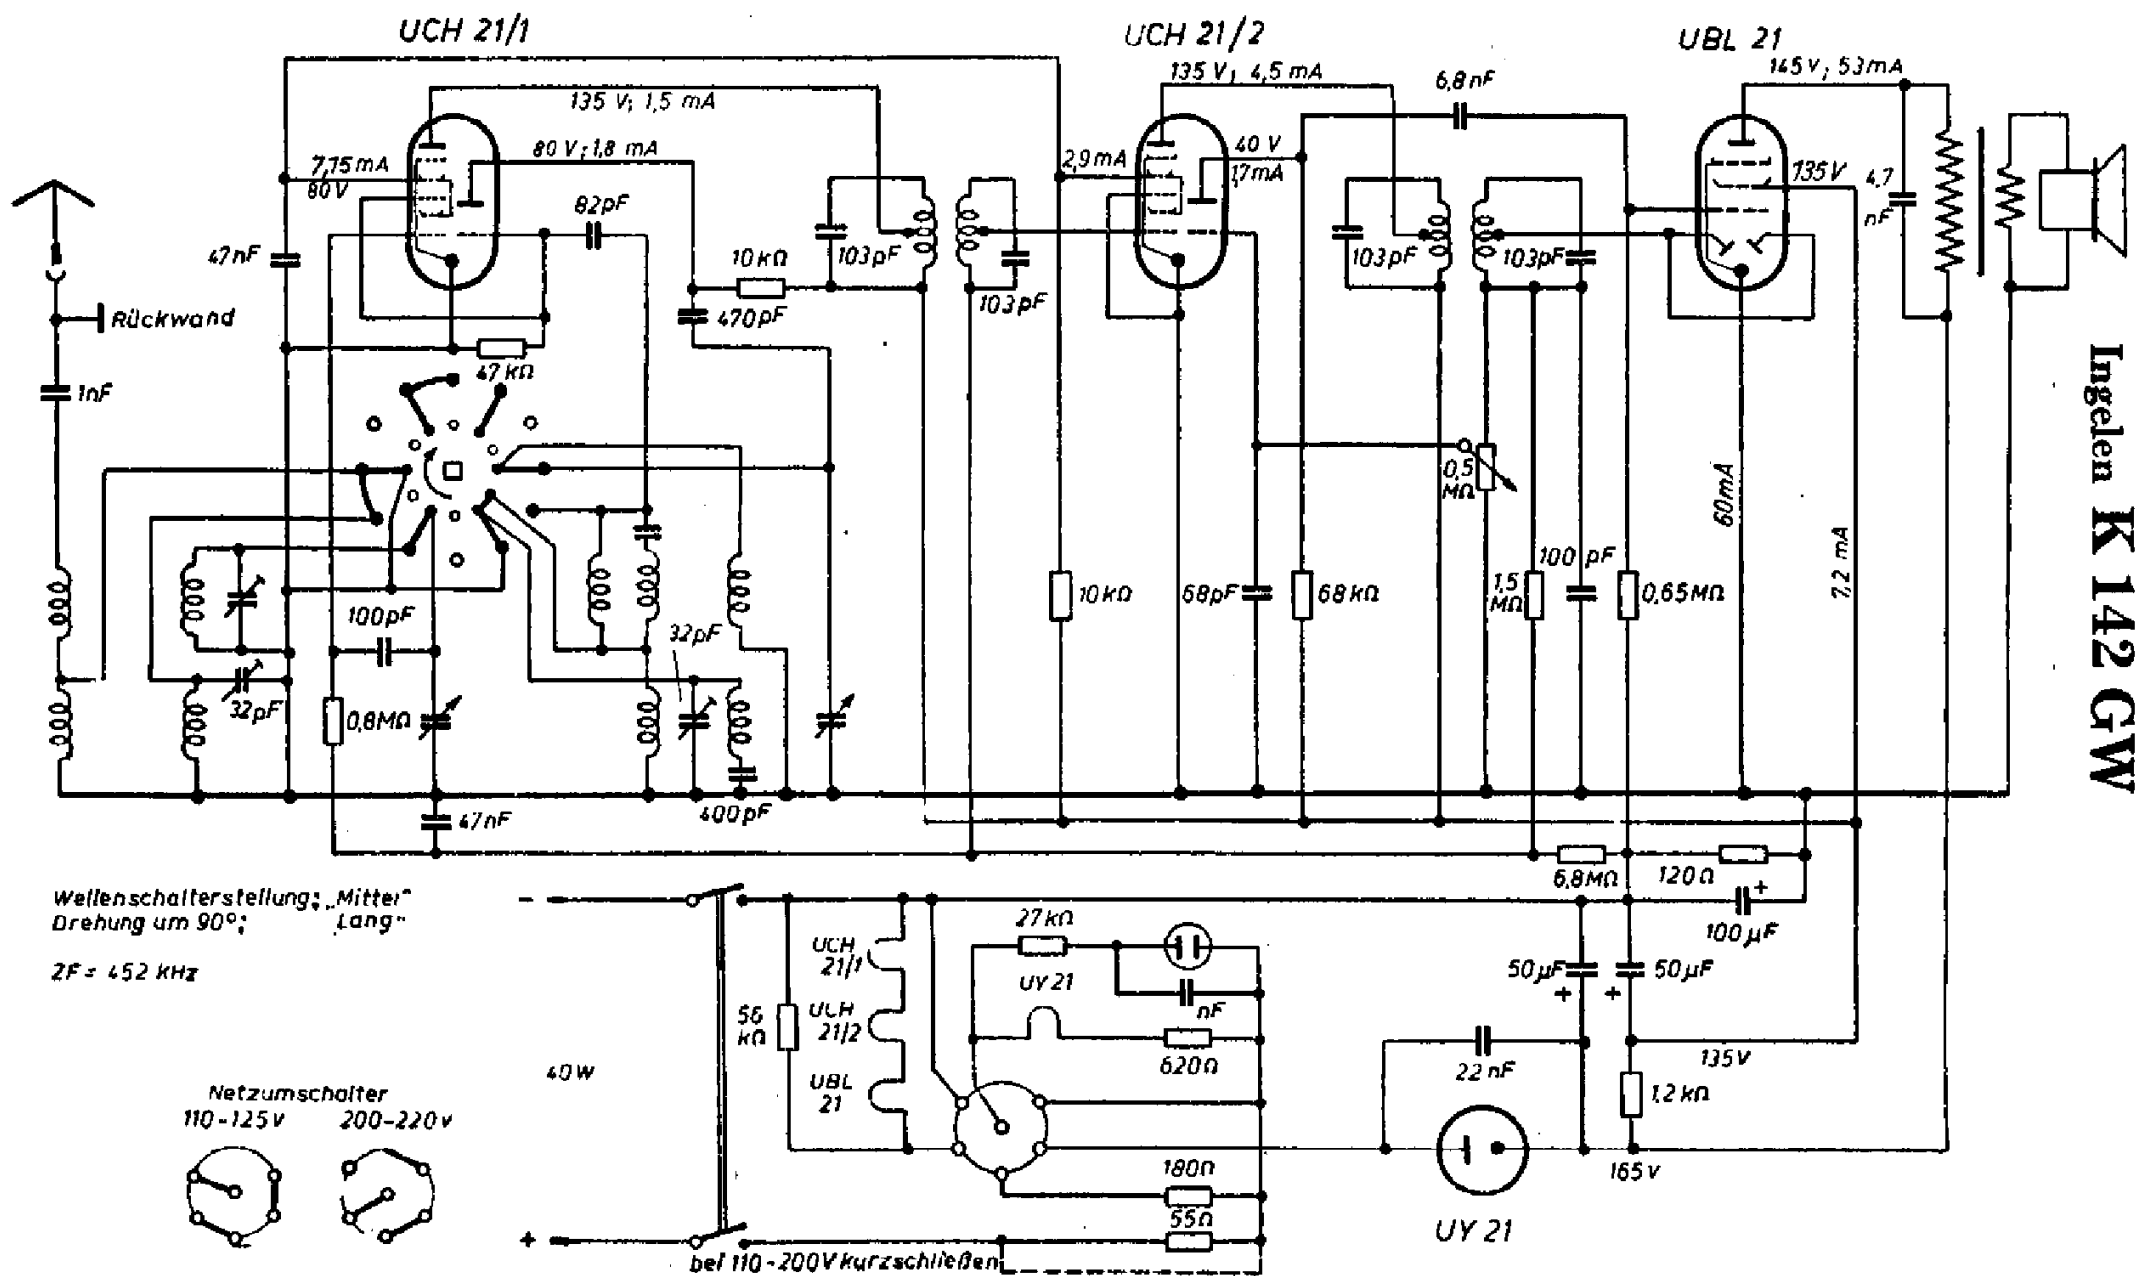 UCH 21/1
UCH 21/2
UBL 21
135 V; 1,5 mA
135 V; 4,5 mA
6,8 nF
145 V; 53 mA
7,75 mA
80 V
80 V; 1,8 mA
2,9 mA
40 V
1,7 mA
135 V
4,7
nF
82 pF
47 nF
10 kΩ
103 pF
103 pF
103 pF
103 pF
Rückwand
470 pF
47 kΩ
1 nF
Ingelen K 142 GW
0,5
MΩ
60 mA
7,2 mA
100 pF
10 kΩ
68 pF
68 kΩ
1,5
MΩ
100 pF
0,65 MΩ
32 pF
32 pF
0,8 MΩ
400 pF
47 nF
6,8 MΩ
120 Ω
Wellenschalterstellung; „Mittel"
Drehung um 90°; Lang"
ZF = 452 kHz
-
27 kΩ
100 µF
+
UCH
21/1
UY 21
50 µF
50 µF
+
+
56
kΩ
UCH
21/2
nF
620 Ω
22 nF
135 V
40 W
UBL
21
1,2 kΩ
Netzumschalter
110-125 V
200-220 V
180 Ω
165 V
55 Ω
UY 21
+
bei 110-200V kurzschließen